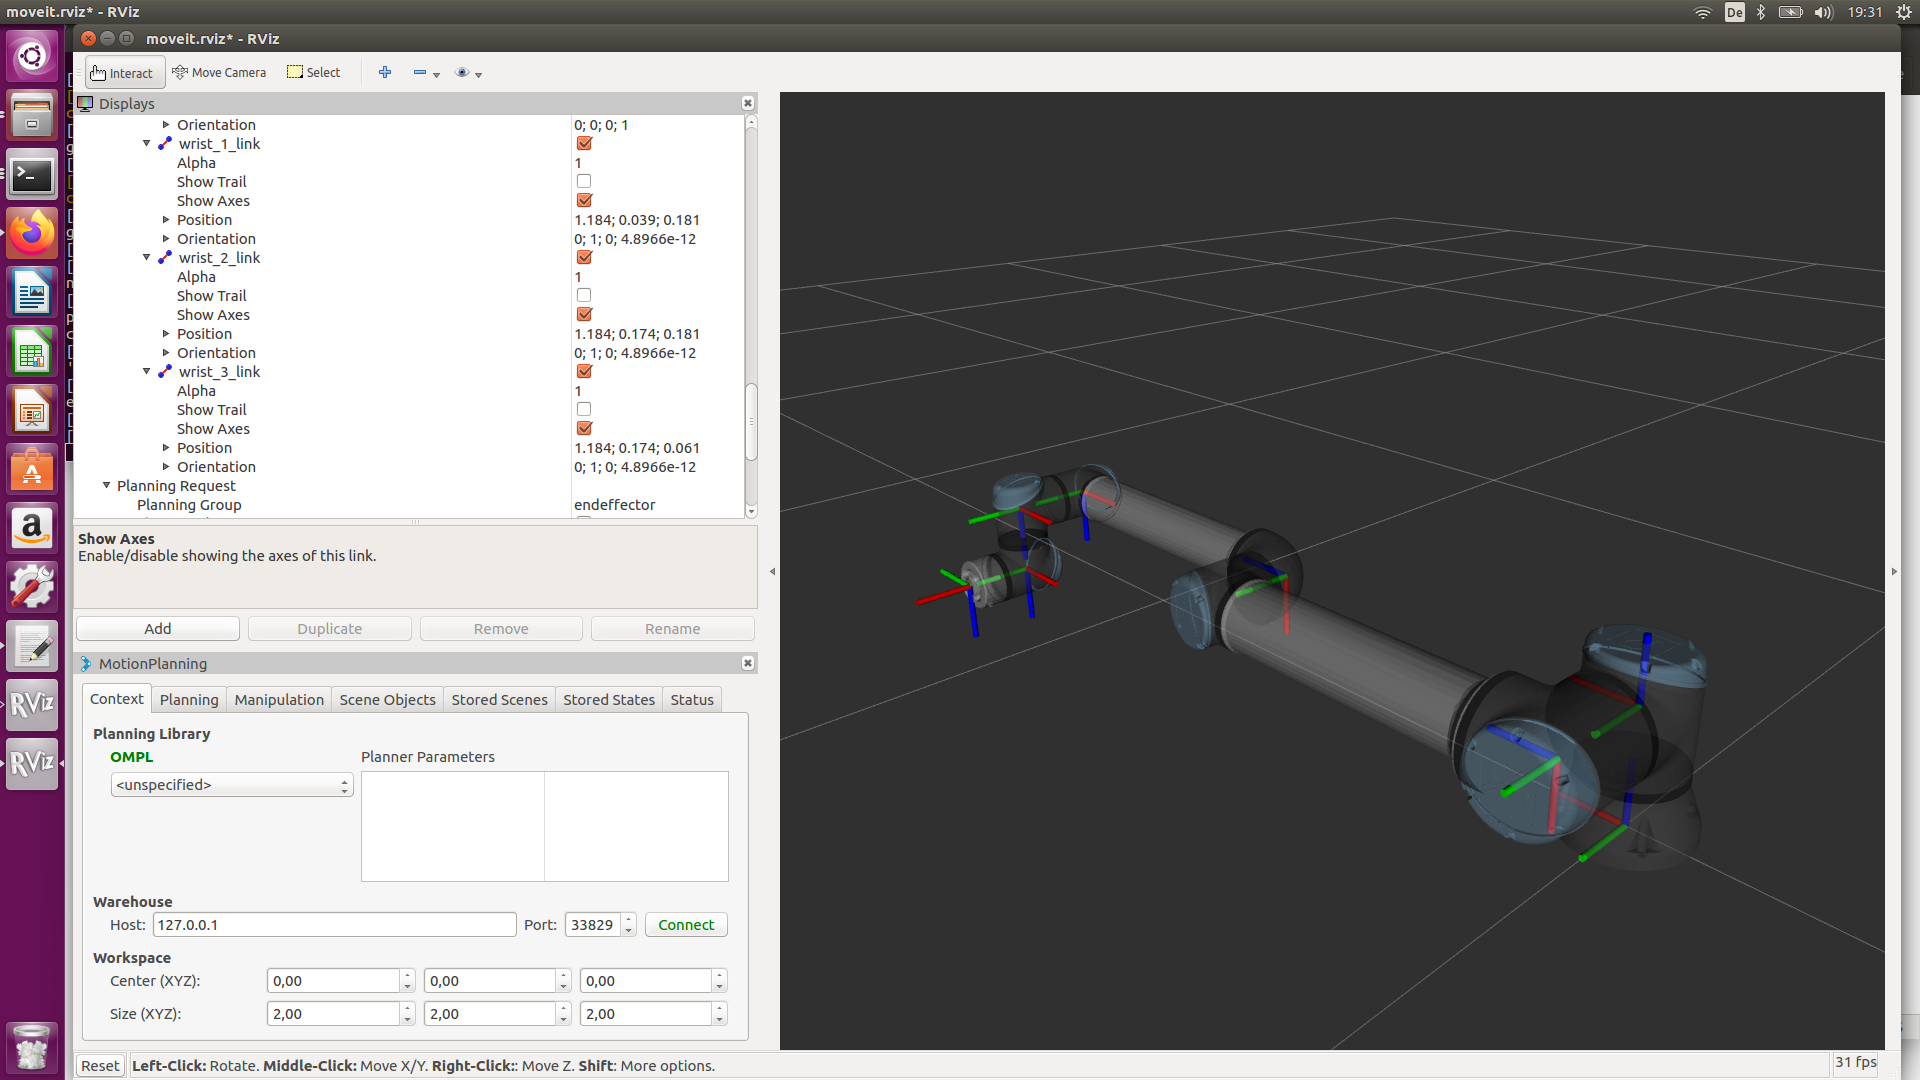 moveit.rviz* - RViz
De
19:31
moveit.rviz* - RViz
Interact
Move Camera
Select
Displays
Orientation 0; 0; 0; 1
wrist_1_link
Alpha 1
Show Trail
Show Axes
Position 1.184; 0.039; 0.181
Orientation 0; 1; 0; 4.8966e-12
wrist_2_link
Alpha 1
Show Trail
Show Axes
Position 1.184; 0.174; 0.181
Orientation 0; 1; 0; 4.8966e-12
wrist_3_link
Alpha 1
Show Trail
Show Axes
Position 1.184; 0.174; 0.061
Orientation 0; 1; 0; 4.8966e-12
Planning Request
Planning Group endeffector
Show Axes
Enable/disable showing the axes of this link.
Add Duplicate Remove Rename
MotionPlanning
Context Planning Manipulation Scene Objects Stored Scenes Stored States Status
Planning Library
OMPL Planner Parameters
<unspecified>
Warehouse
Host: 127.0.0.1 Port: 33829 Connect
Workspace
Center (XYZ): 0,00 0,00 0,00
Size (XYZ): 2,00 2,00 2,00
Reset Left-Click: Rotate. Middle-Click: Move X/Y. Right-Click:: Move Z. Shift: More options. 31 fps
RViz
RViz